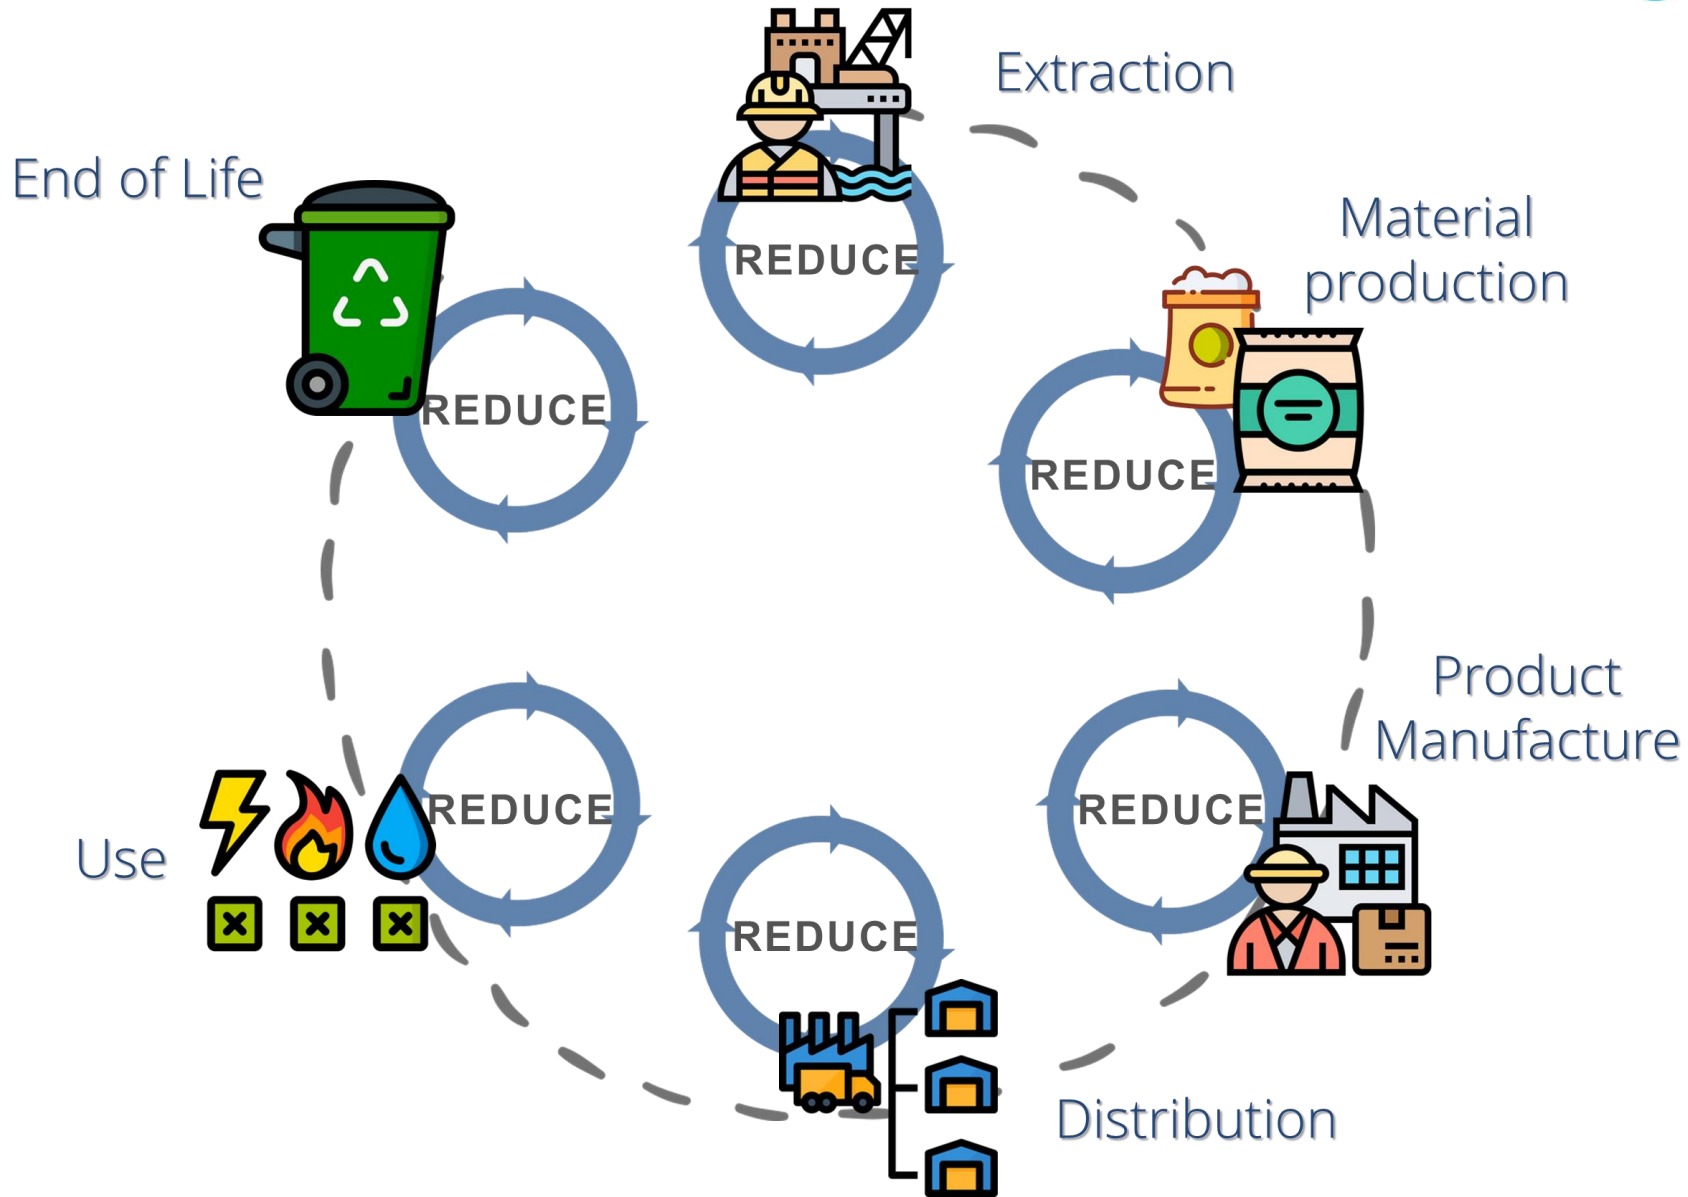 Extraction
REDUCE
Material
production
REDUCE
Product
Manufacture
REDUCE
Distribution
REDUCE
Use
REDUCE
End of Life
REDUCE